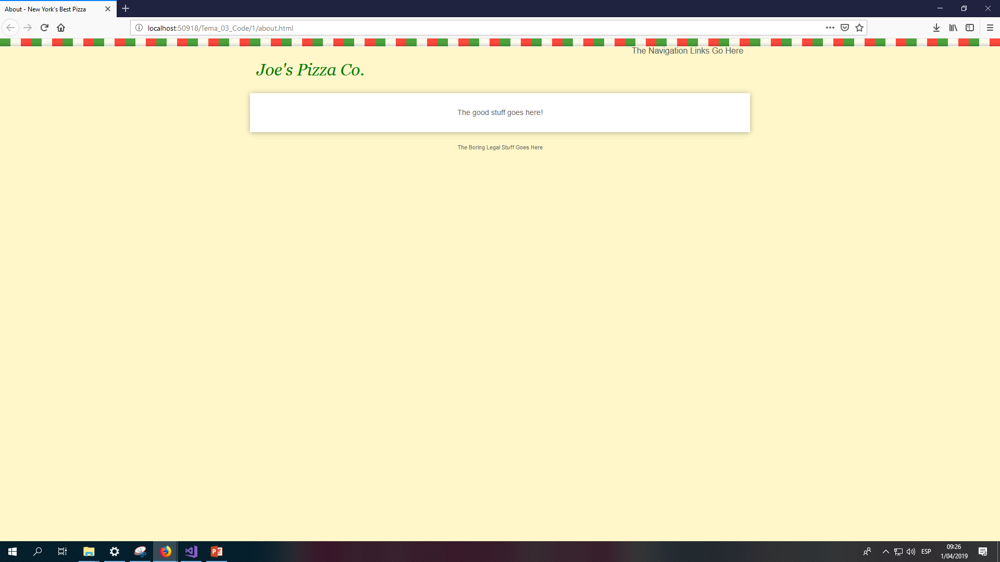 About - New York's Best Pizza
localhost:50918/Tema_03_Code/1/about.html
The Navigation Links Go Here
Joe's Pizza Co.
The good stuff goes here!
The Boring Legal Stuff Goes Here
ESP
09:26
1/04/2019